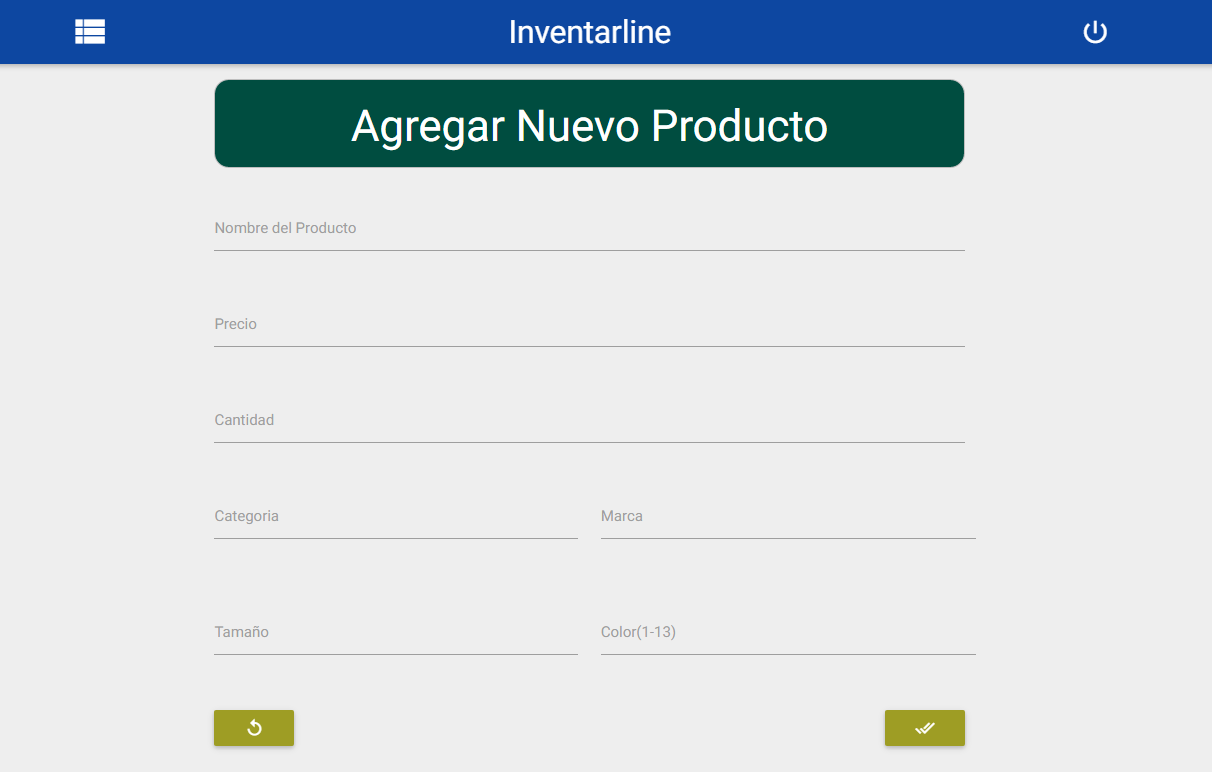 Inventarline
Agregar Nuevo Producto
Nombre del Producto
Precio
Cantidad
Categoria
Marca
Tamaño
Color(1-13)